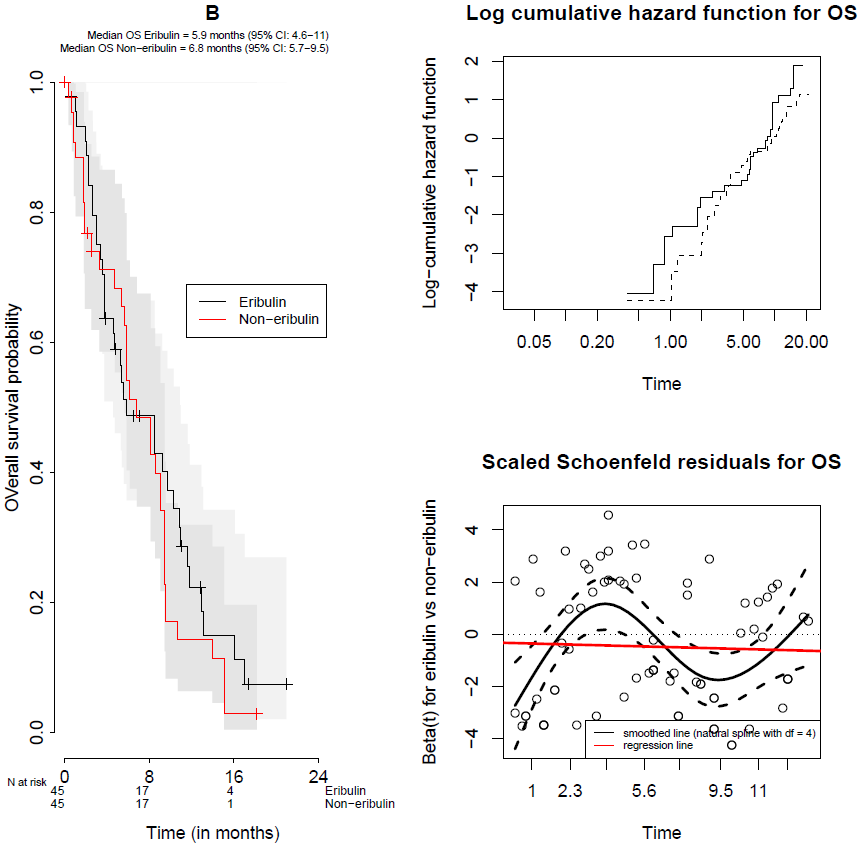 B
Median OS Eribulin = 5.9 months (95% CI: 4.6−11)
Median OS Non−eribulin = 6.8 months (95% CI: 5.7−9.5)
OVerall survival probability
1.0
0.8
0.6
0.4
0.2
0.0
Eribulin
Non−eribulin
0 8 16 24
N at risk
45 17 4 Eribulin
45 17 1 Non−eribulin
Time (in months)
Log cumulative hazard function for OS
Log−cumulative hazard function
2
1
0
−1
−2
−3
−4
0.05 0.20 1.00 5.00 20.00
Time
Scaled Schoenfeld residuals for OS
Beta(t) for eribulin vs non−eribulin
4
2
0
−2
−4
smoothed line (natural spline with df = 4)
regression line
1 2.3 5.6 9.5 11
Time